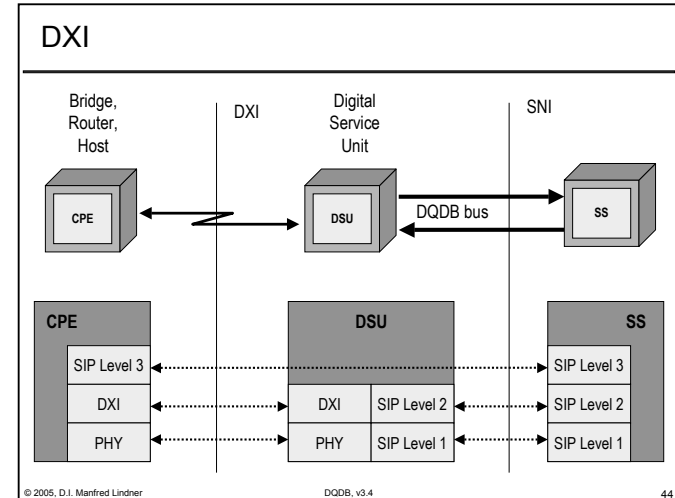 DXI
Bridge,
Router,
Host
DXI
Digital
Service
Unit
SNI
CPE
DSU
DQDB bus
SS
CPE
DSU
SS
SIP Level 3
SIP Level 3
DXI
DXI
SIP Level 2
SIP Level 2
PHY
PHY
SIP Level 1
SIP Level 1
© 2005, D.I. Manfred Lindner
DQDB, v3.4
44